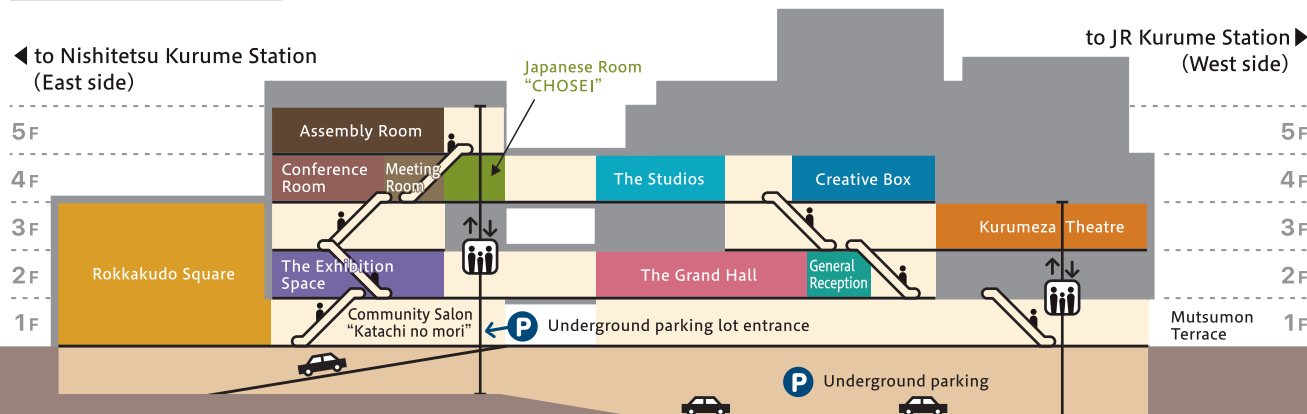 to Nishitetsu Kurume Station
(East side)
to JR Kurume Station
(West side)
Japanese Room
“CHOSEI”
5F
Assembly Room
5F
4F
Conference
Room
Meeting
Room
The Studios
Creative Box
4F
3F
Kurumeza Theatre
3F
Rokkakudo Square
2F
The Exhibition
Space
The Grand Hall
General
Reception
2F
1F
Community Salon
“Katachi no mori”
P Underground parking lot entrance
Mutsumon
Terrace
1F
P Underground parking